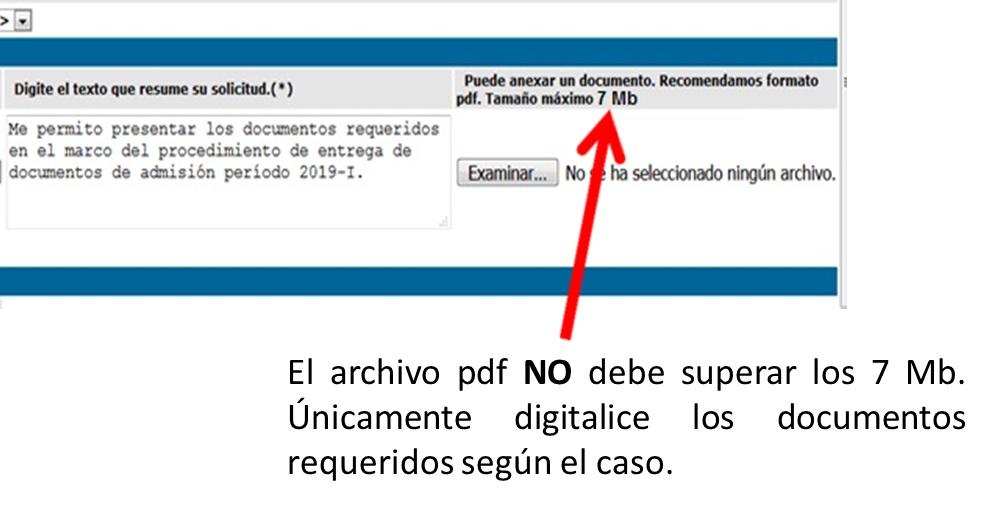 >
Digite el texto que resume su solicitud.(*)
Puede anexar un documento. Recomendamos formato
pdf. Tamaño máximo 7 Mb
Me permito presentar los documentos requeridos
en el marco del procedimiento de entrega de
documentos de admisión período 2019-I.
Examinar... No se ha seleccionado ningún archivo.
El archivo pdf NO debe superar los 7 Mb.
Únicamente digitalice los documentos
requeridos según el caso.